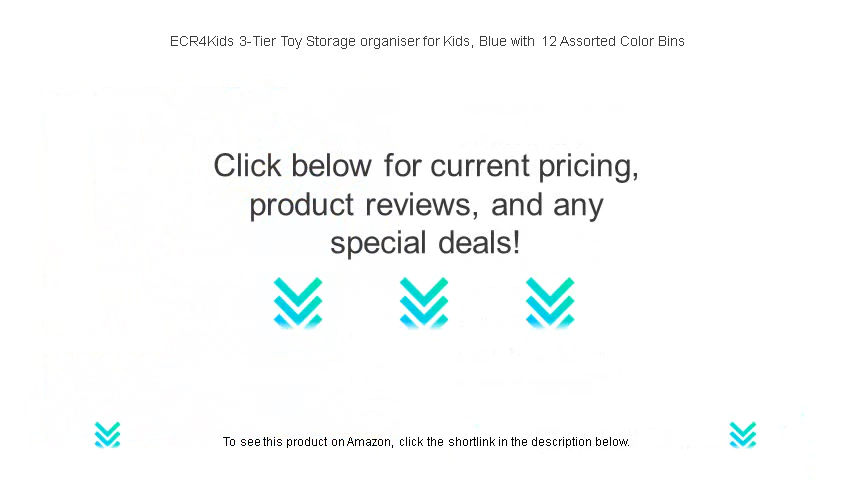 ECR4Kids 3-Tier Toy Storage organiser for Kids, Blue with 12 Assorted Color Bins
Click below for current pricing,
product reviews, and any
special deals!
To see this product on Amazon, click the shortlink in the description below.